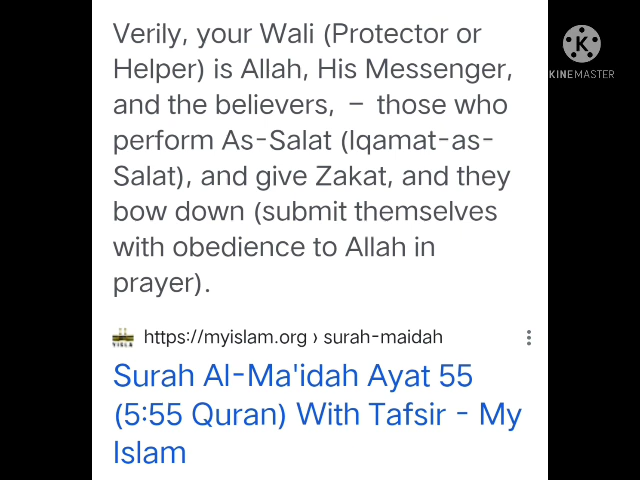 Verily, your Wali (Protector or
Helper) is Allah, His Messenger,
and the believers, – those who
perform As-Salat (Iqamat-as-
Salat), and give Zakat, and they
bow down (submit themselves
with obedience to Allah in
prayer).
https://myislam.org › surah-maidah
Surah Al-Ma'idah Ayat 55
(5:55 Quran) With Tafsir - My
Islam
K
KINEMASTER